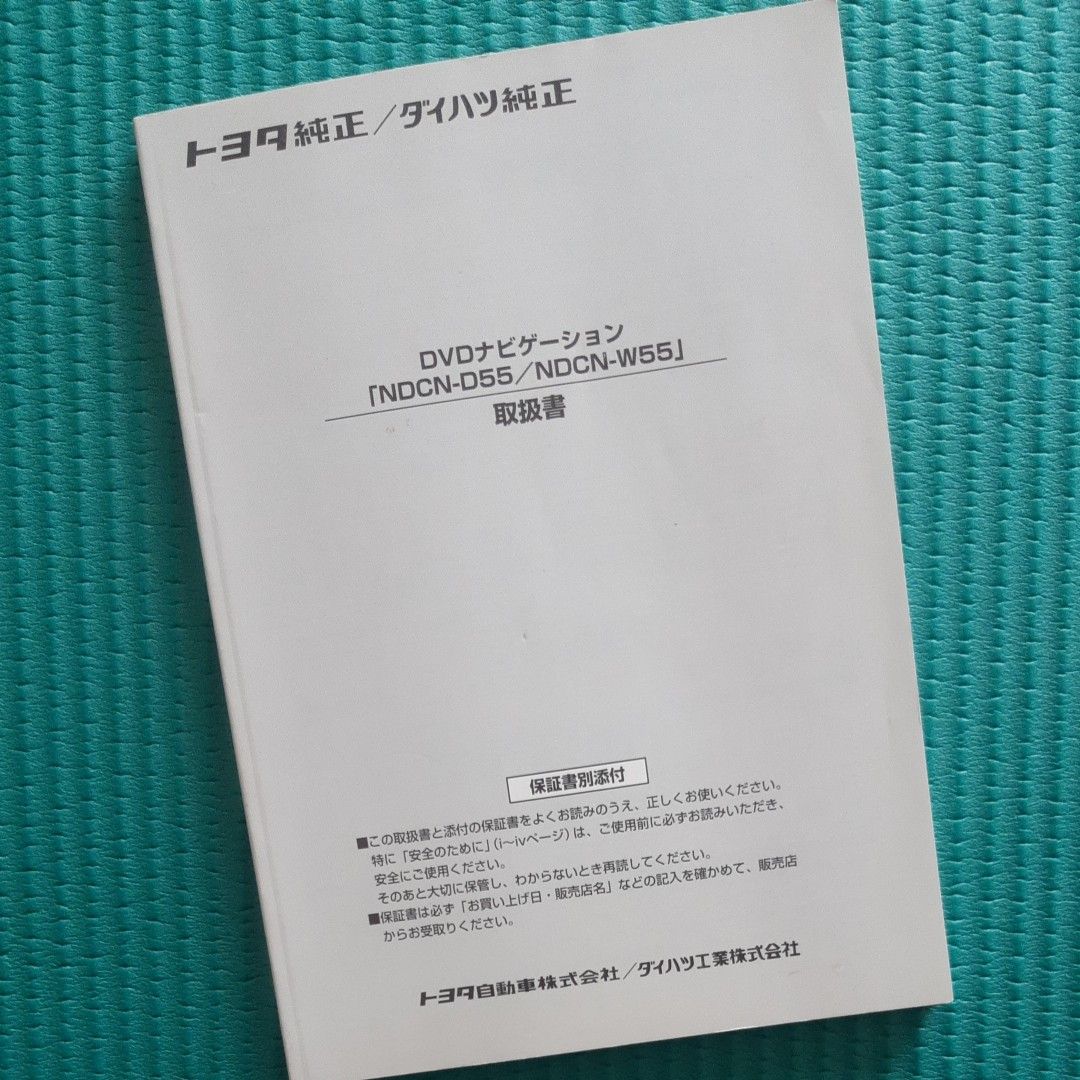 トヨタ純正／ダイハツ純正
DVDナビゲーション
「NDCN-D55／NDCN-W55」
取扱書
保証書別添付
■この取扱書と添付の保証書をよくお読みのうえ、正しくお使いください。
特に「安全のために」（i〜ivページ）は、ご使用前に必ずお読みいただき、
安全にご使用ください。
そのあと大切に保管し、わからないとき再読してください。
■保証書は必ず「お買い上げ日・販売店名」などの記入を確かめて、販売店
からお受取りください。
トヨタ自動車株式会社／ダイハツ工業株式会社